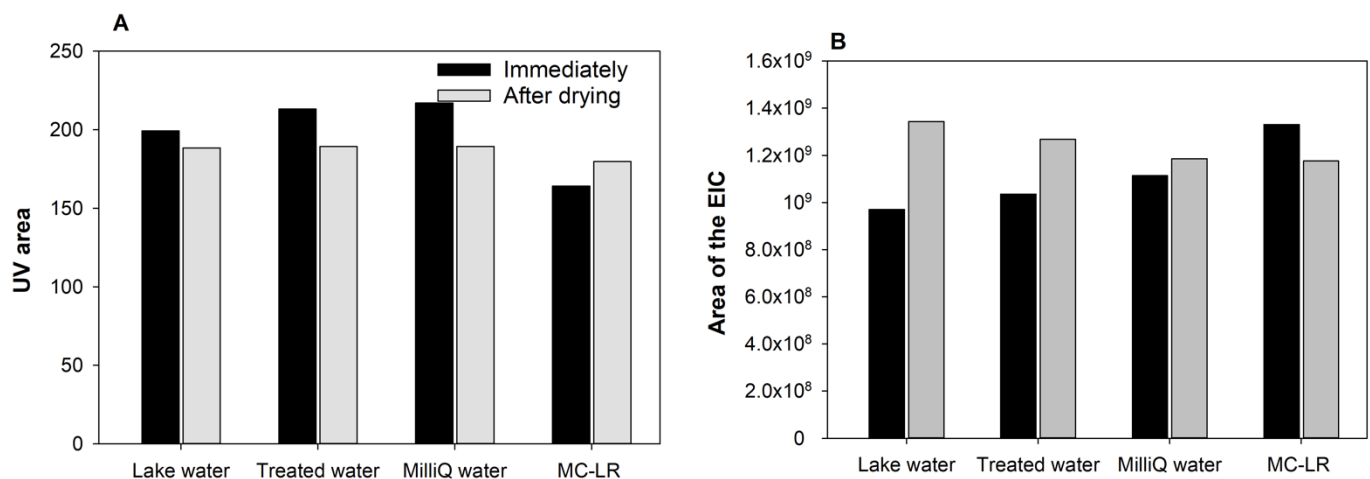 A
UV area
250
200
150
100
50
0
Immediately
After drying
Lake water Treated water MilliQ water MC-LR
B
Area of the EIC
1.6x10⁹
1.4x10⁹
1.2x10⁹
10⁹
8.0x10⁸
6.0x10⁸
4.0x10⁸
2.0x10⁸
0
Lake water Treated water MilliQ water MC-LR